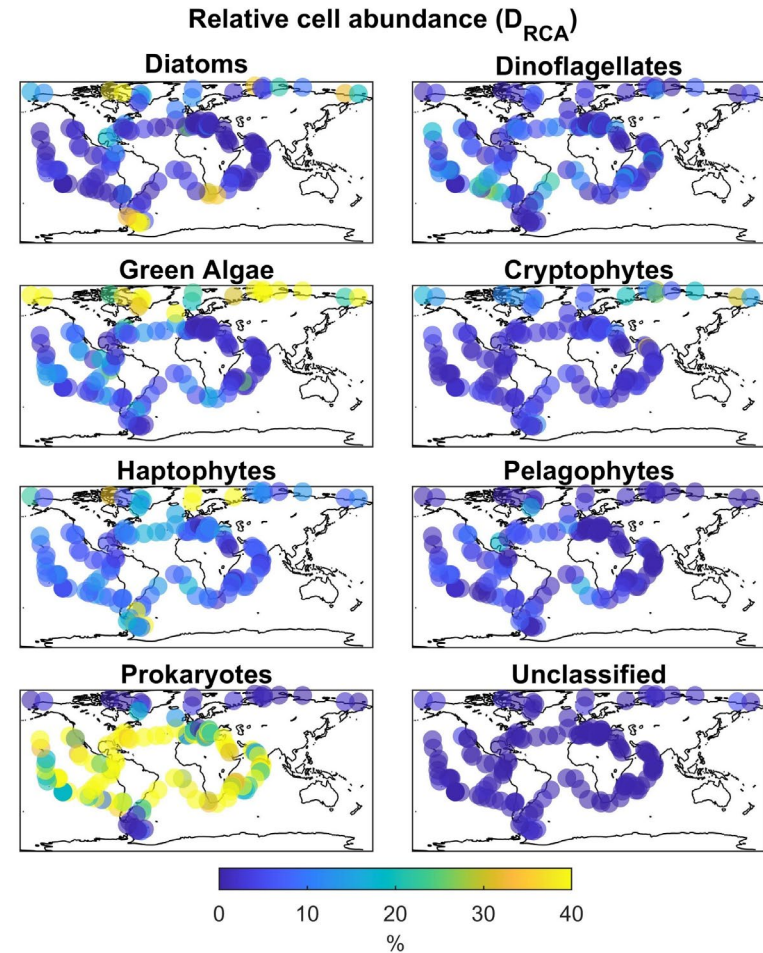 Relative cell abundance (D_RCA)
Diatoms
Dinoflagellates
Green Algae
Cryptophytes
Haptophytes
Pelagophytes
Prokaryotes
Unclassified
0 10 20 30 40
%